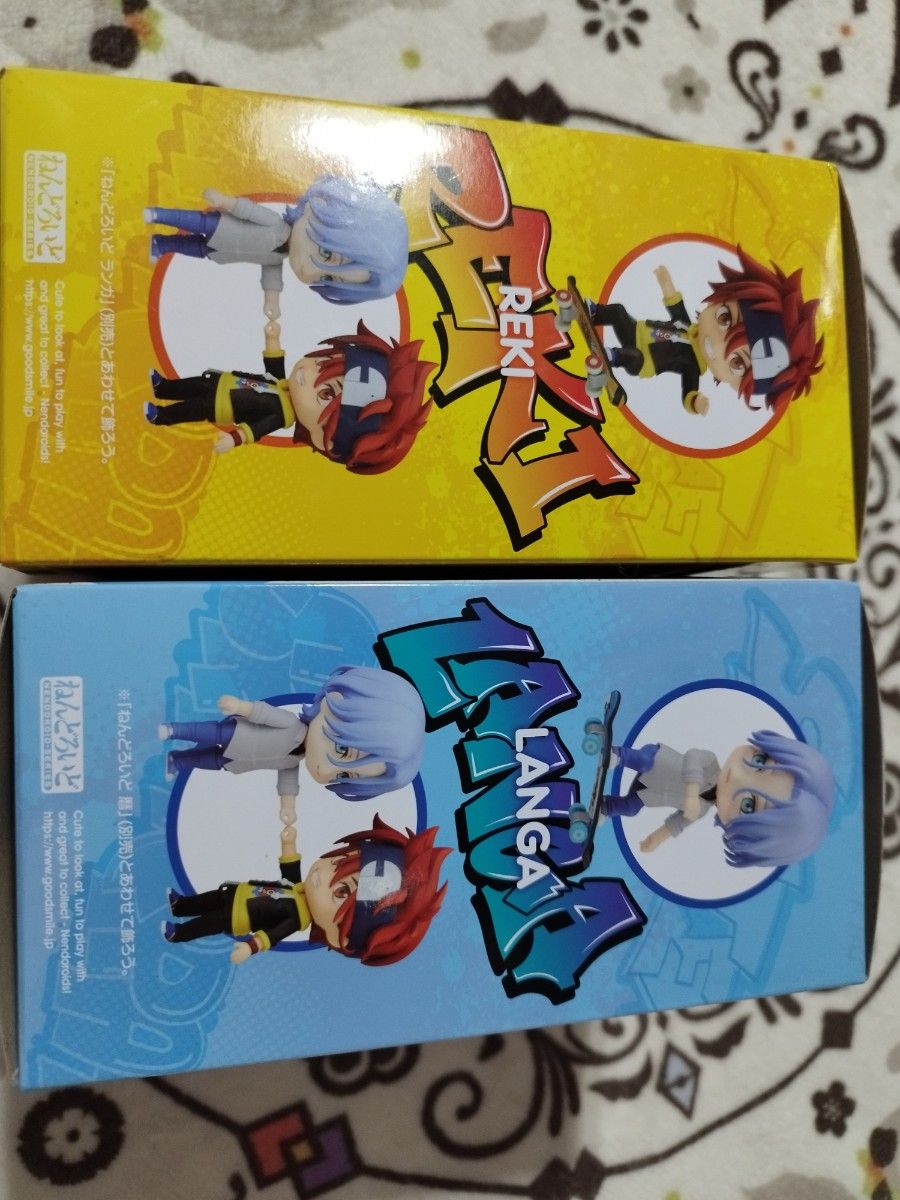 REKI
REKI
※「ねんどろいど ランガ」(別売)とあわせて飾ろう。
ねんどろいど
NENDOROID SERIES
Cute to look at, fun to play with
and great to collect! - Nendoroids!
https://www.goodsmile.jp
LANGA
LANGA
※「ねんどろいど 暦」(別売)とあわせて飾ろう。
ねんどろいど
NENDOROID SERIES
Cute to look at, fun to play with
and great to collect! - Nendoroids!
https://www.goodsmile.jp